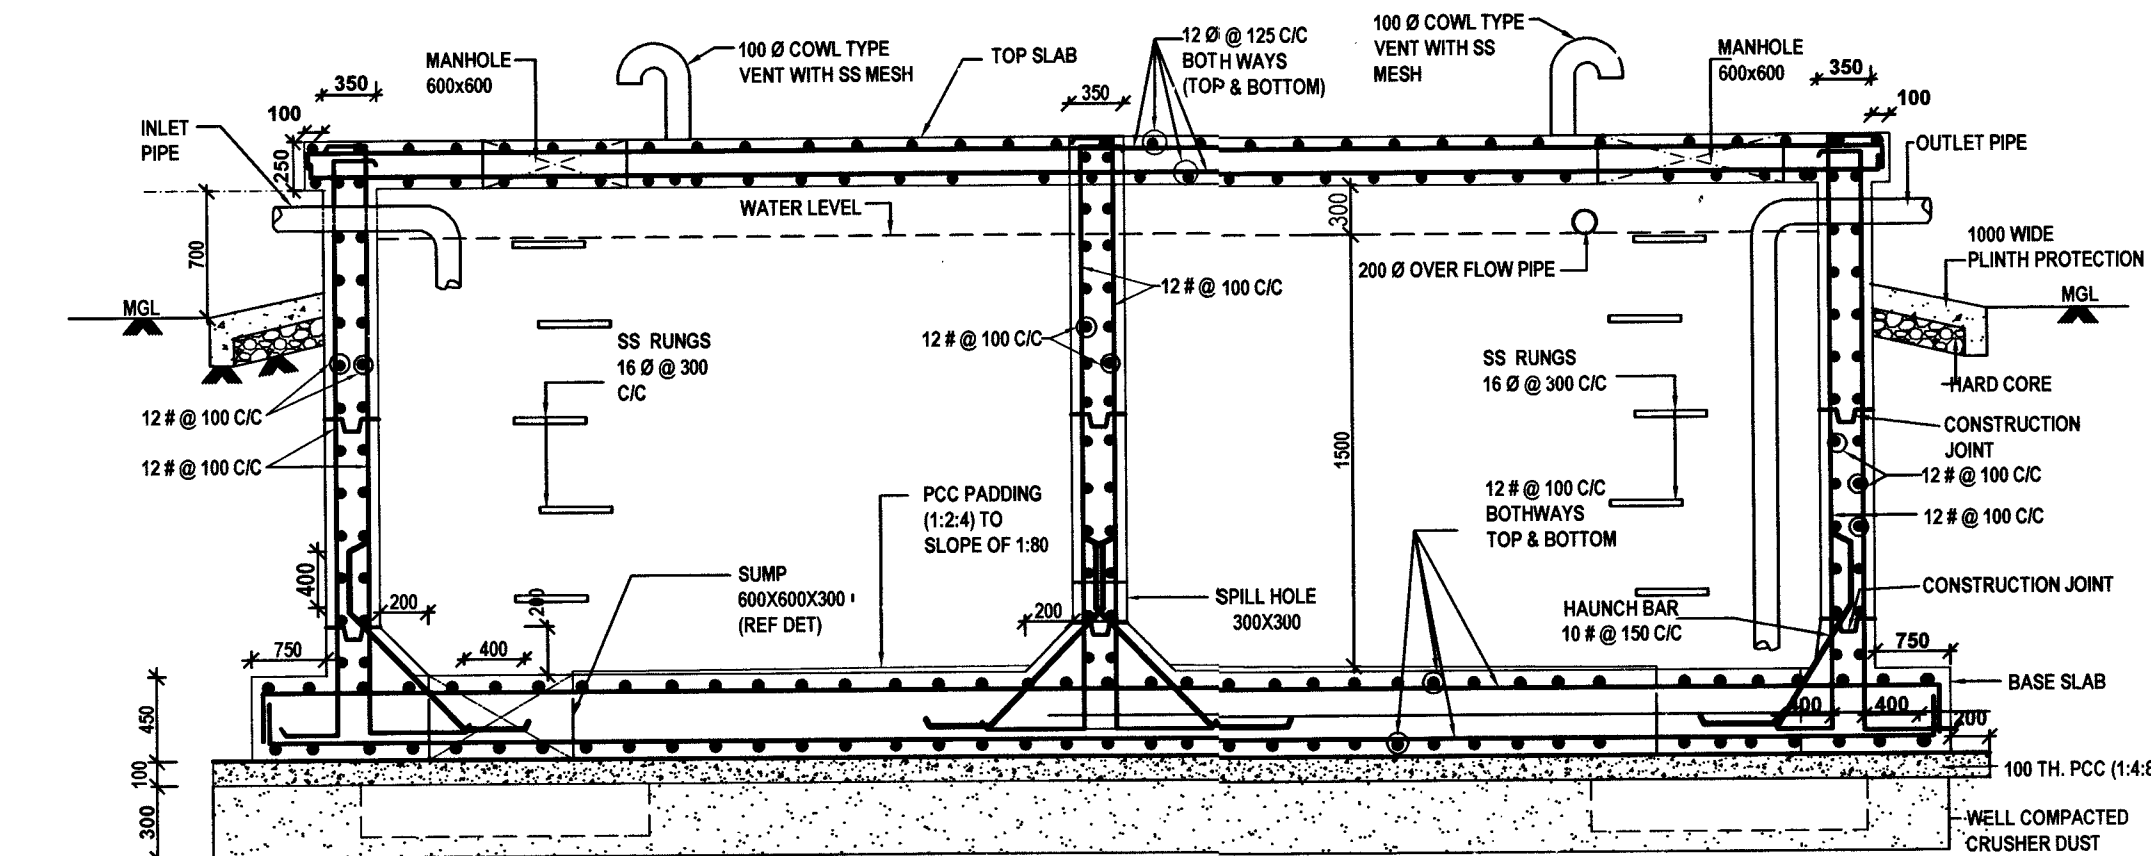 100 Ø COWL TYPE
VENT WITH SS MESH
MANHOLE
600x600
TOP SLAB
12 Ø @ 125 C/C
BOTH WAYS
(TOP & BOTTOM)
100 Ø COWL TYPE
VENT WITH SS
MESH
MANHOLE
600x600
350
350
350
100
100
INLET
PIPE
OUTLET PIPE
250
WATER LEVEL
300
700
200 Ø OVER FLOW PIPE
1000 WIDE
PLINTH PROTECTION
MGL
MGL
12 # @ 100 C/C
12 # @ 100 C/C
SS RUNGS
16 Ø @ 300
C/C
SS RUNGS
16 Ø @ 300 C/C
HARD CORE
12 # @ 100 C/C
12 # @ 100 C/C
CONSTRUCTION
JOINT
1500
12 # @ 100 C/C
12 # @ 100 C/C
PCC PADDING
(1:2:4) TO
SLOPE OF 1:80
12 # @ 100 C/C
BOTHWAYS
TOP & BOTTOM
400
SUMP
600X600X300
(REF DET)
200
200
200
SPILL HOLE
300X300
HAUNCH BAR
10 # @ 150 C/C
CONSTRUCTION JOINT
750
400
750
BASE SLAB
450
400
400
200
100
100 TH. PCC (1:4:8
300
WELL COMPACTED
CRUSHER DUST